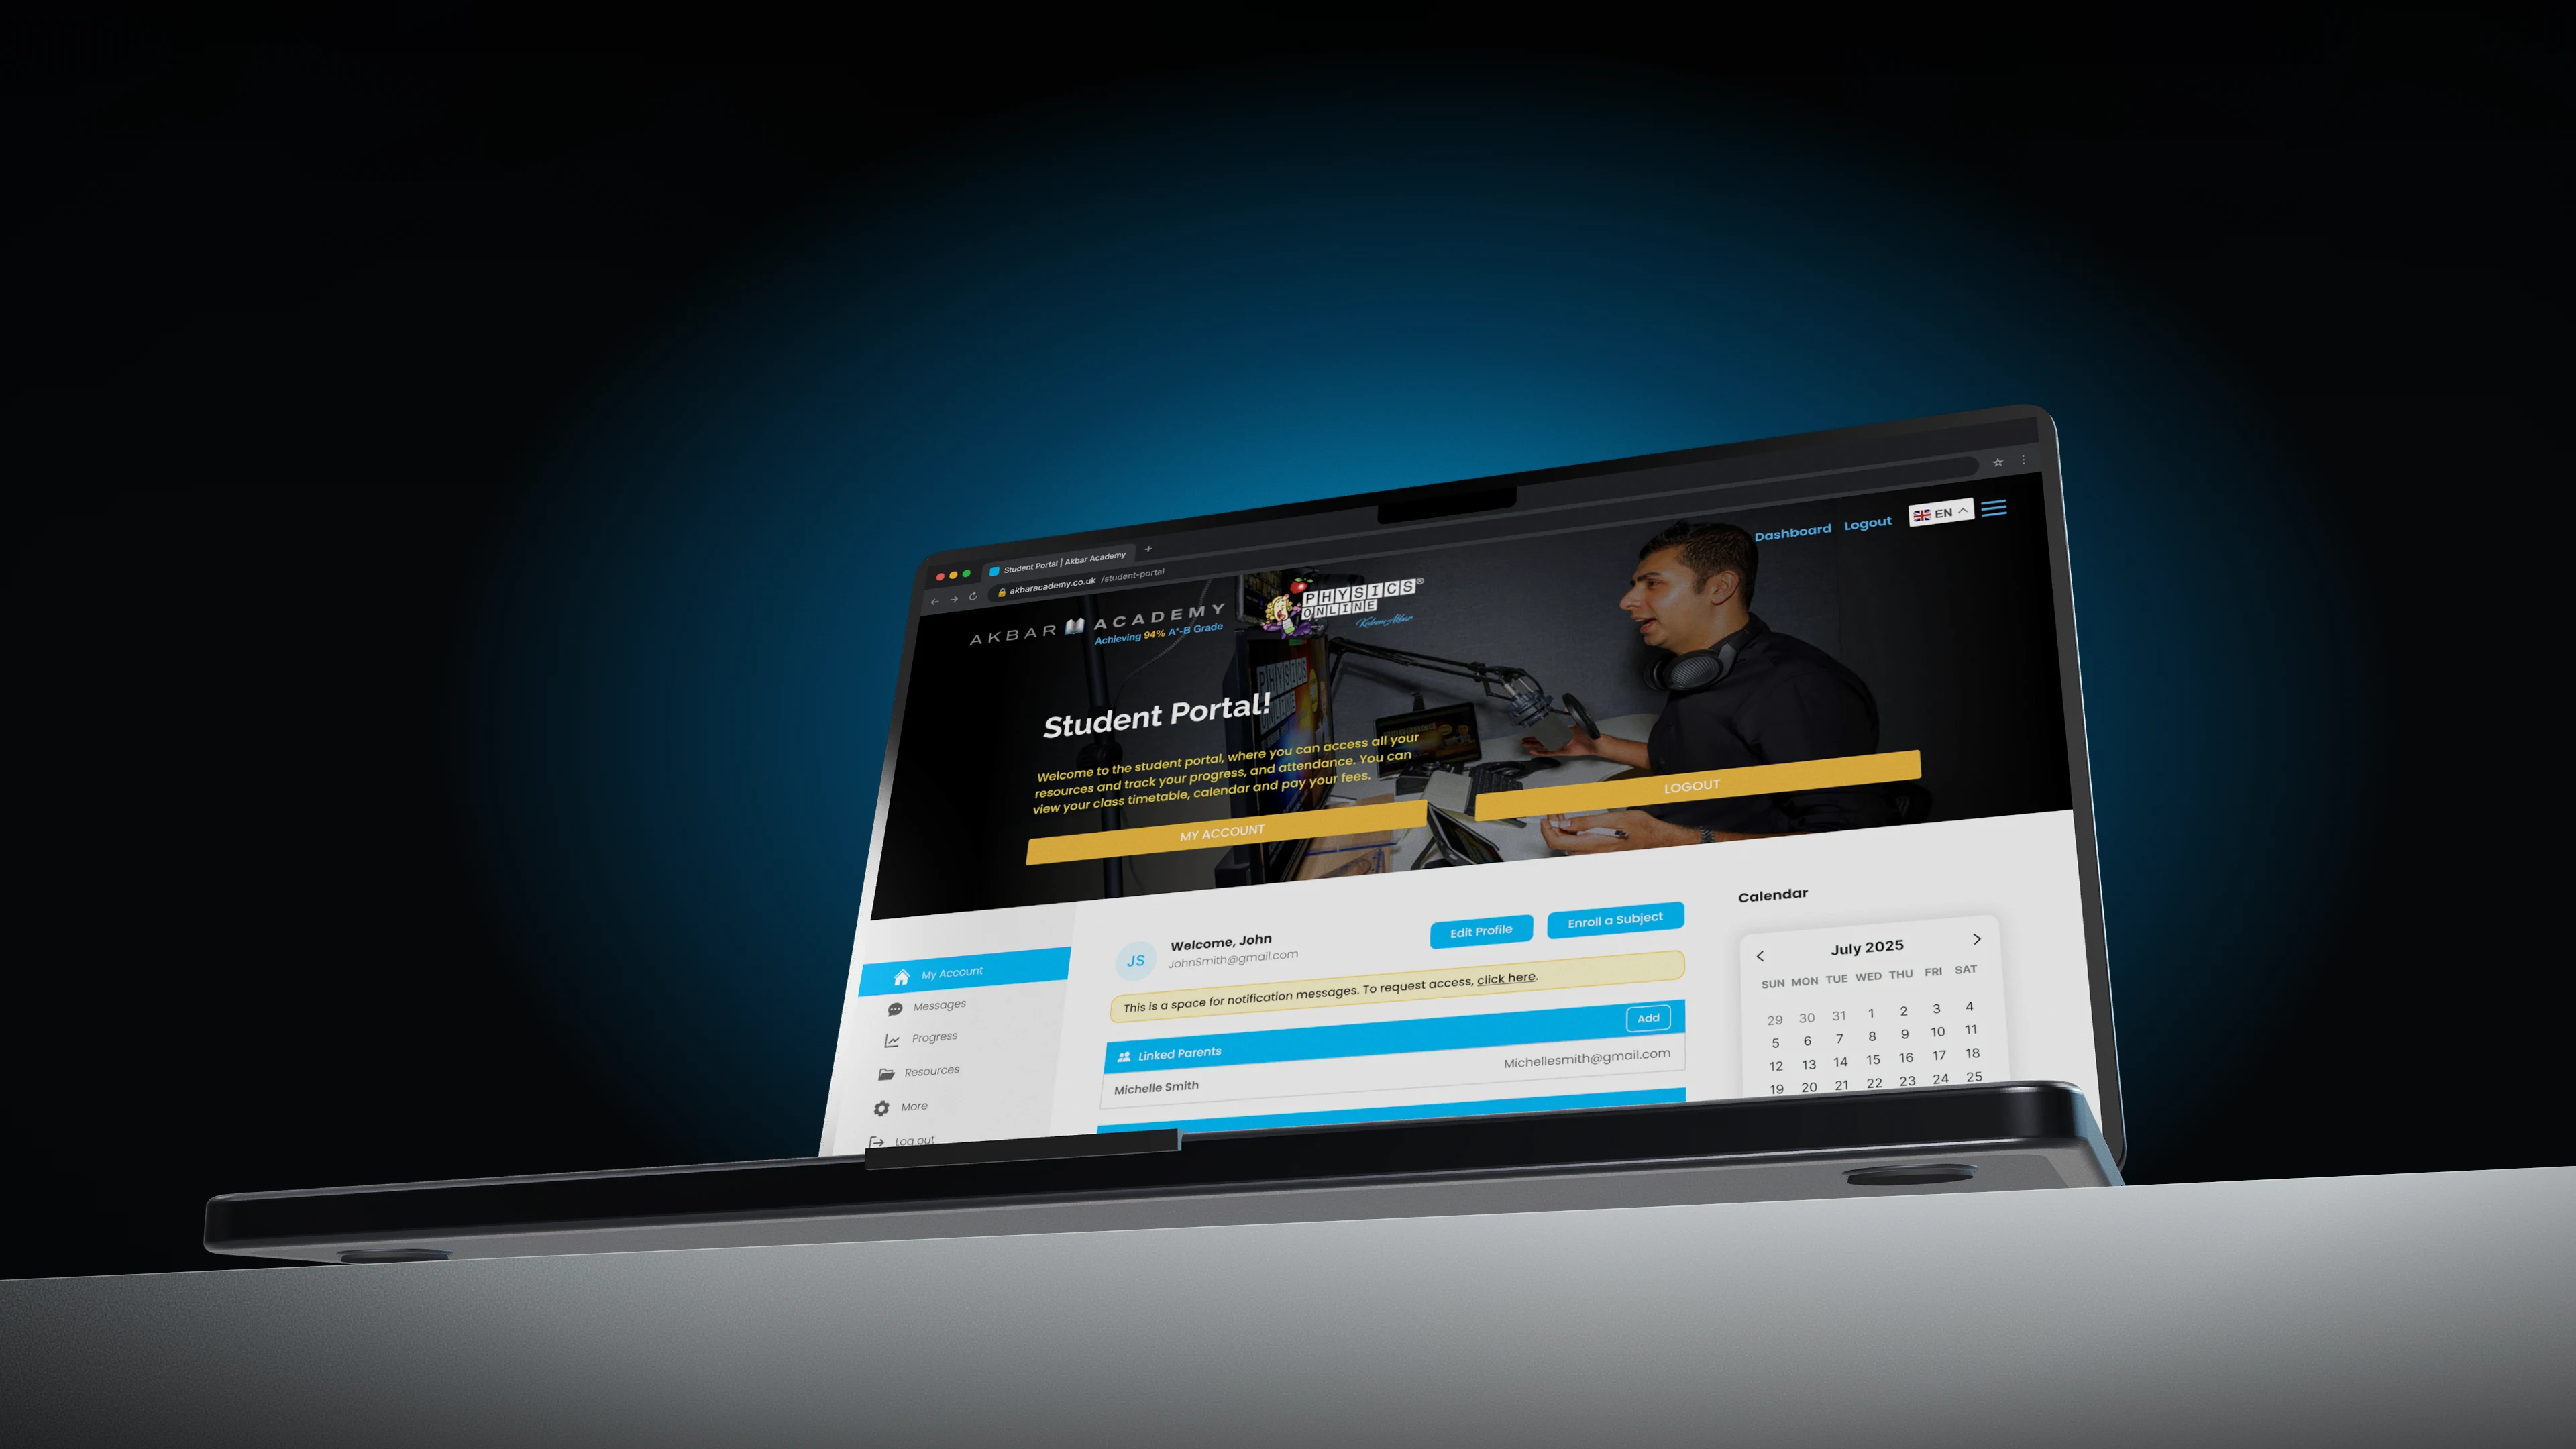 Student Portal | Akbar Academy
akbaracademy.co.uk /student-portal
AKBAR ACADEMY
Achieving 94% A*-B Grade
PHYSICS®
ONLINE
Dashboard Logout EN
PHYSICS
ONLINE
Student Portal!
Welcome to the student portal, where you can access all your
resources and track your progress, and attendance. You can
view your class timetable, calendar and pay your fees.
MY ACCOUNT
LOGOUT
My Account
Messages
Progress
Resources
More
Log out
JS
Welcome, John
JohnSmith@gmail.com
Edit Profile
Enroll a Subject
This is a space for notification messages. To request access, click here.
Linked Parents
Add
Michelle Smith
Michellesmith@gmail.com
Calendar
July 2025
SUN MON TUE WED THU FRI SAT
29 30 31 1 2 3 4
5 6 7 8 9 10 11
12 13 14 15 16 17 18
19 20 21 22 23 24 25